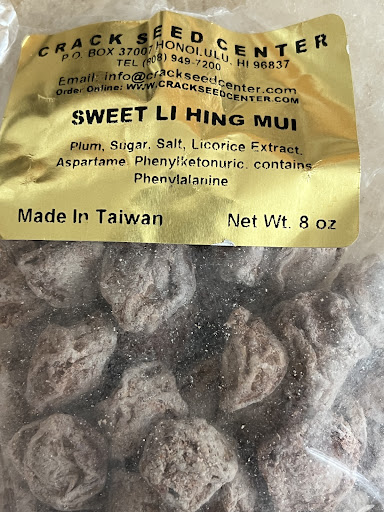 CRACK SEED CENTER
P.O. BOX 37007 HONOLULU, HI 96837
TEL (808) 949-7200
Email: info@crackseedcenter.com
Order Online: WWW.CRACKSEEDCENTER.COM
SWEET LI HING MUI
Plum, Sugar, Salt, Licorice Extract,
Aspartame, Phenylketonuric, contains
Phenylalanine
Made In Taiwan Net Wt. 8 oz